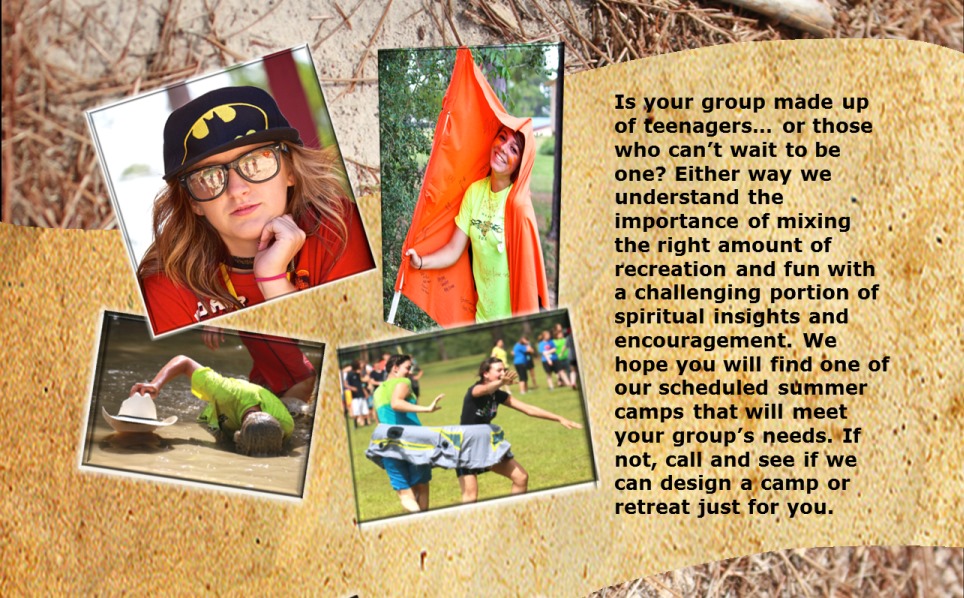 Is your group made up
of teenagers... or those
who can't wait to be
one? Either way we
understand the
importance of mixing
the right amount of
recreation and fun with
a challenging portion of
spiritual insights and
encouragement. We
hope you will find one of
our scheduled summer
camps that will meet
your group's needs. If
not, call and see if we
can design a camp or
retreat just for you.